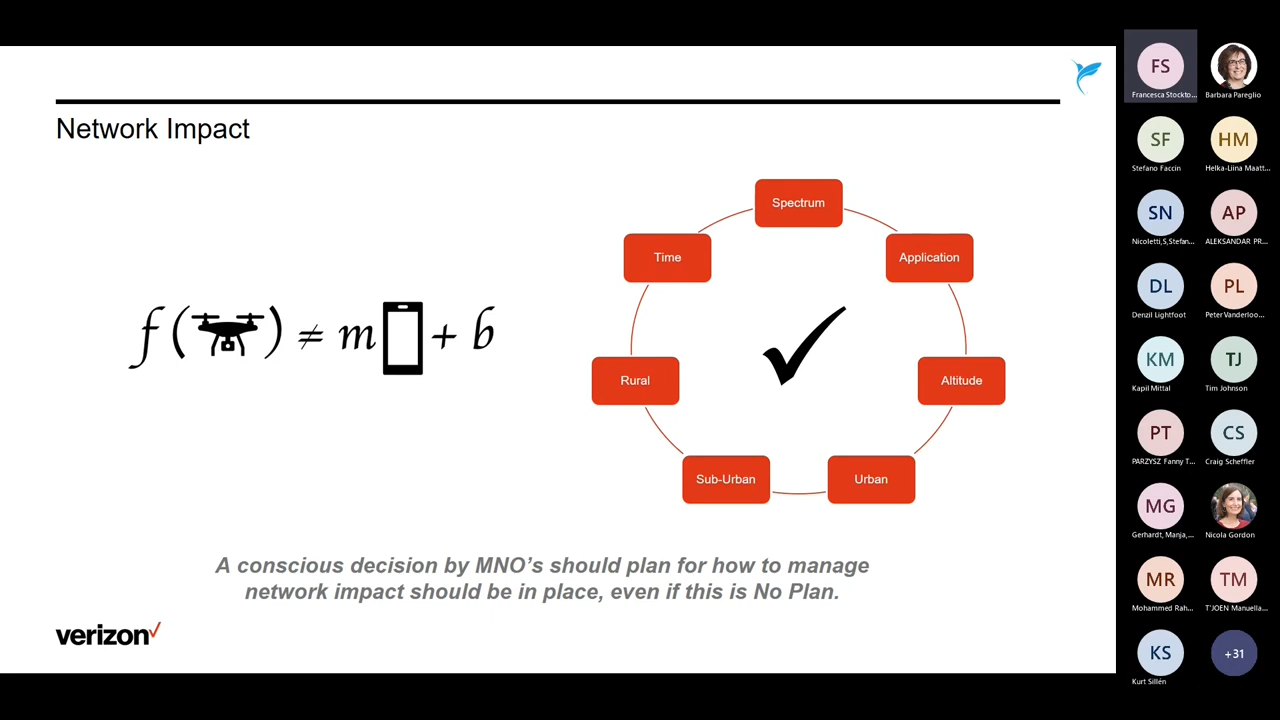 Network Impact
f ( ) ≠ m + b
Spectrum
Application
Altitude
Urban
Sub-Urban
Rural
Time
A conscious decision by MNO’s should plan for how to manage
network impact should be in place, even if this is No Plan.
verizon✓
FS
Francesca Stockto...
Barbara Pareglio
SF
Stefano Faccin
HM
Helka-Liina Maatt...
SN
Nicoletti,S,Stefan...
AP
ALEKSANDAR PR...
DL
Denzil Lightfoot
PL
Peter Vanderloo...
KM
Kapil Mittal
TJ
Tim Johnson
PT
PARZYSZ Fanny T...
CS
Craig Scheffler
MG
Gerhardt, Manja,...
Nicola Gordon
MR
Mohammed Rah...
TM
T'JOEN Manuella...
KS
Kurt Sillén
+31